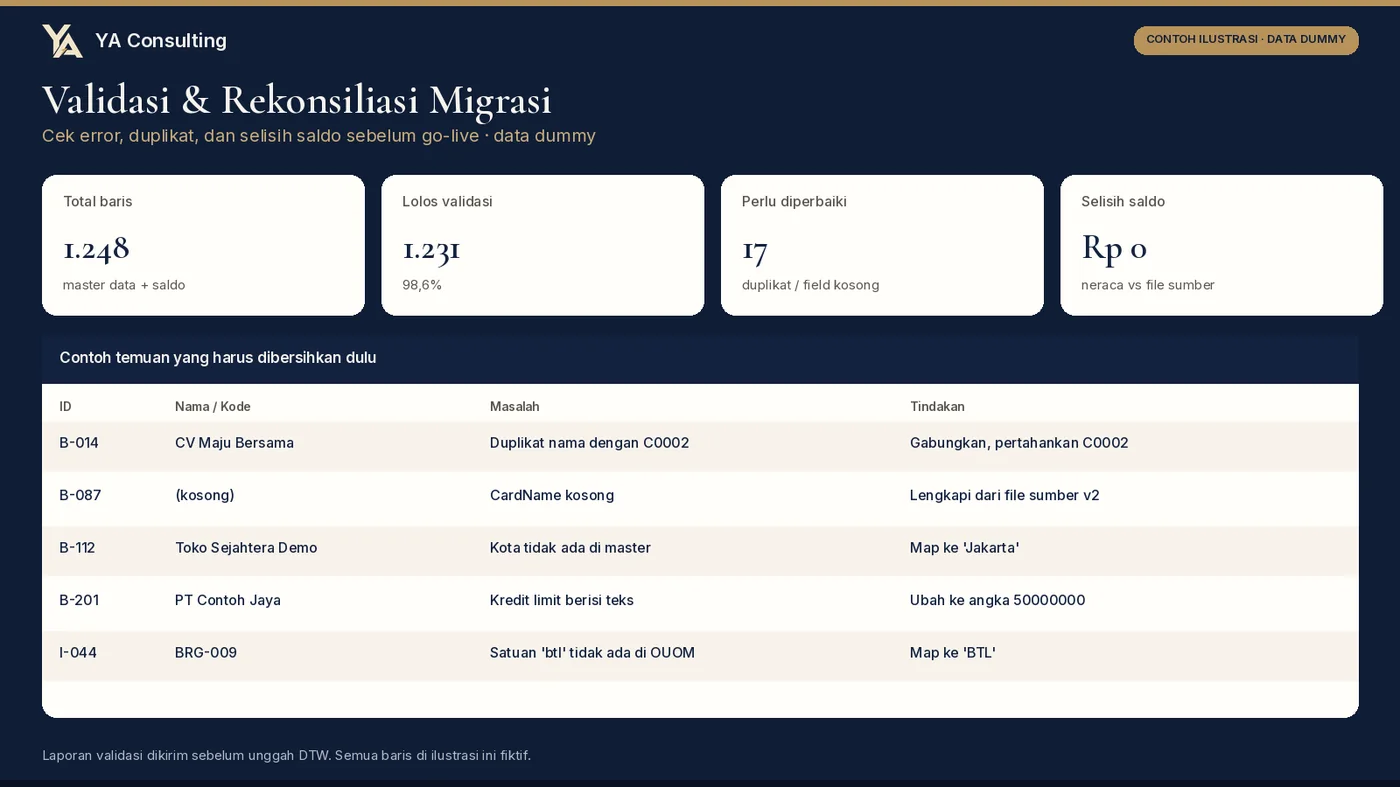 YA
YA Consulting
CONTOH ILUSTRASI · DATA DUMMY
Validasi & Rekonsiliasi Migrasi
Cek error, duplikat, dan selisih saldo sebelum go-live · data dummy
Total baris
1.248
master data + saldo
Lolos validasi
1.231
98,6%
Perlu diperbaiki
17
duplikat / field kosong
Selisih saldo
Rp 0
neraca vs file sumber
Contoh temuan yang harus dibersihkan dulu
ID Nama / Kode Masalah Tindakan
B-014 CV Maju Bersama Duplikat nama dengan C0002 Gabungkan, pertahankan C0002
B-087 (kosong) CardName kosong Lengkapi dari file sumber v2
B-112 Toko Sejahtera Demo Kota tidak ada di master Map ke 'Jakarta'
B-201 PT Contoh Jaya Kredit limit berisi teks Ubah ke angka 50000000
I-044 BRG-009 Satuan 'btl' tidak ada di OUOM Map ke 'BTL'
Laporan validasi dikirim sebelum unggah DTW. Semua baris di ilustrasi ini fiktif.